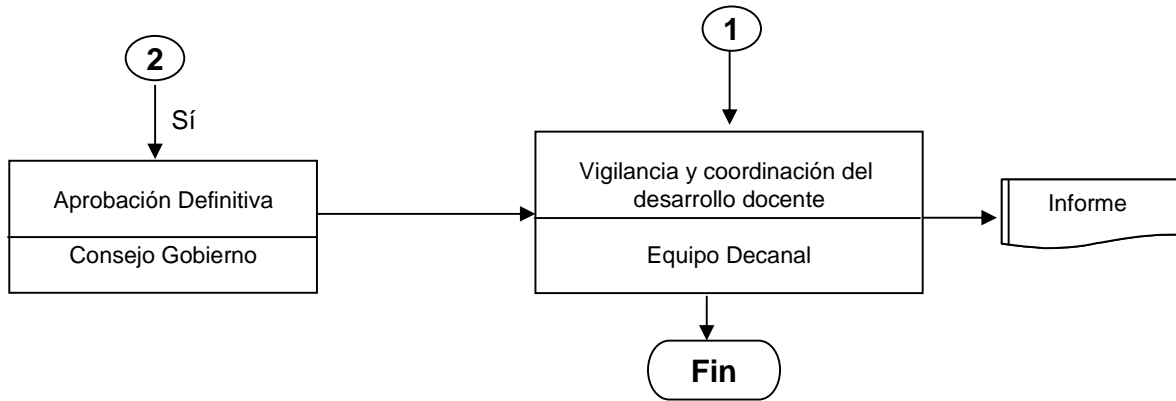 1
2
Sí
Aprobación Definitiva
Consejo Gobierno
Vigilancia y coordinación del
desarrollo docente
Equipo Decanal
Informe
Fin